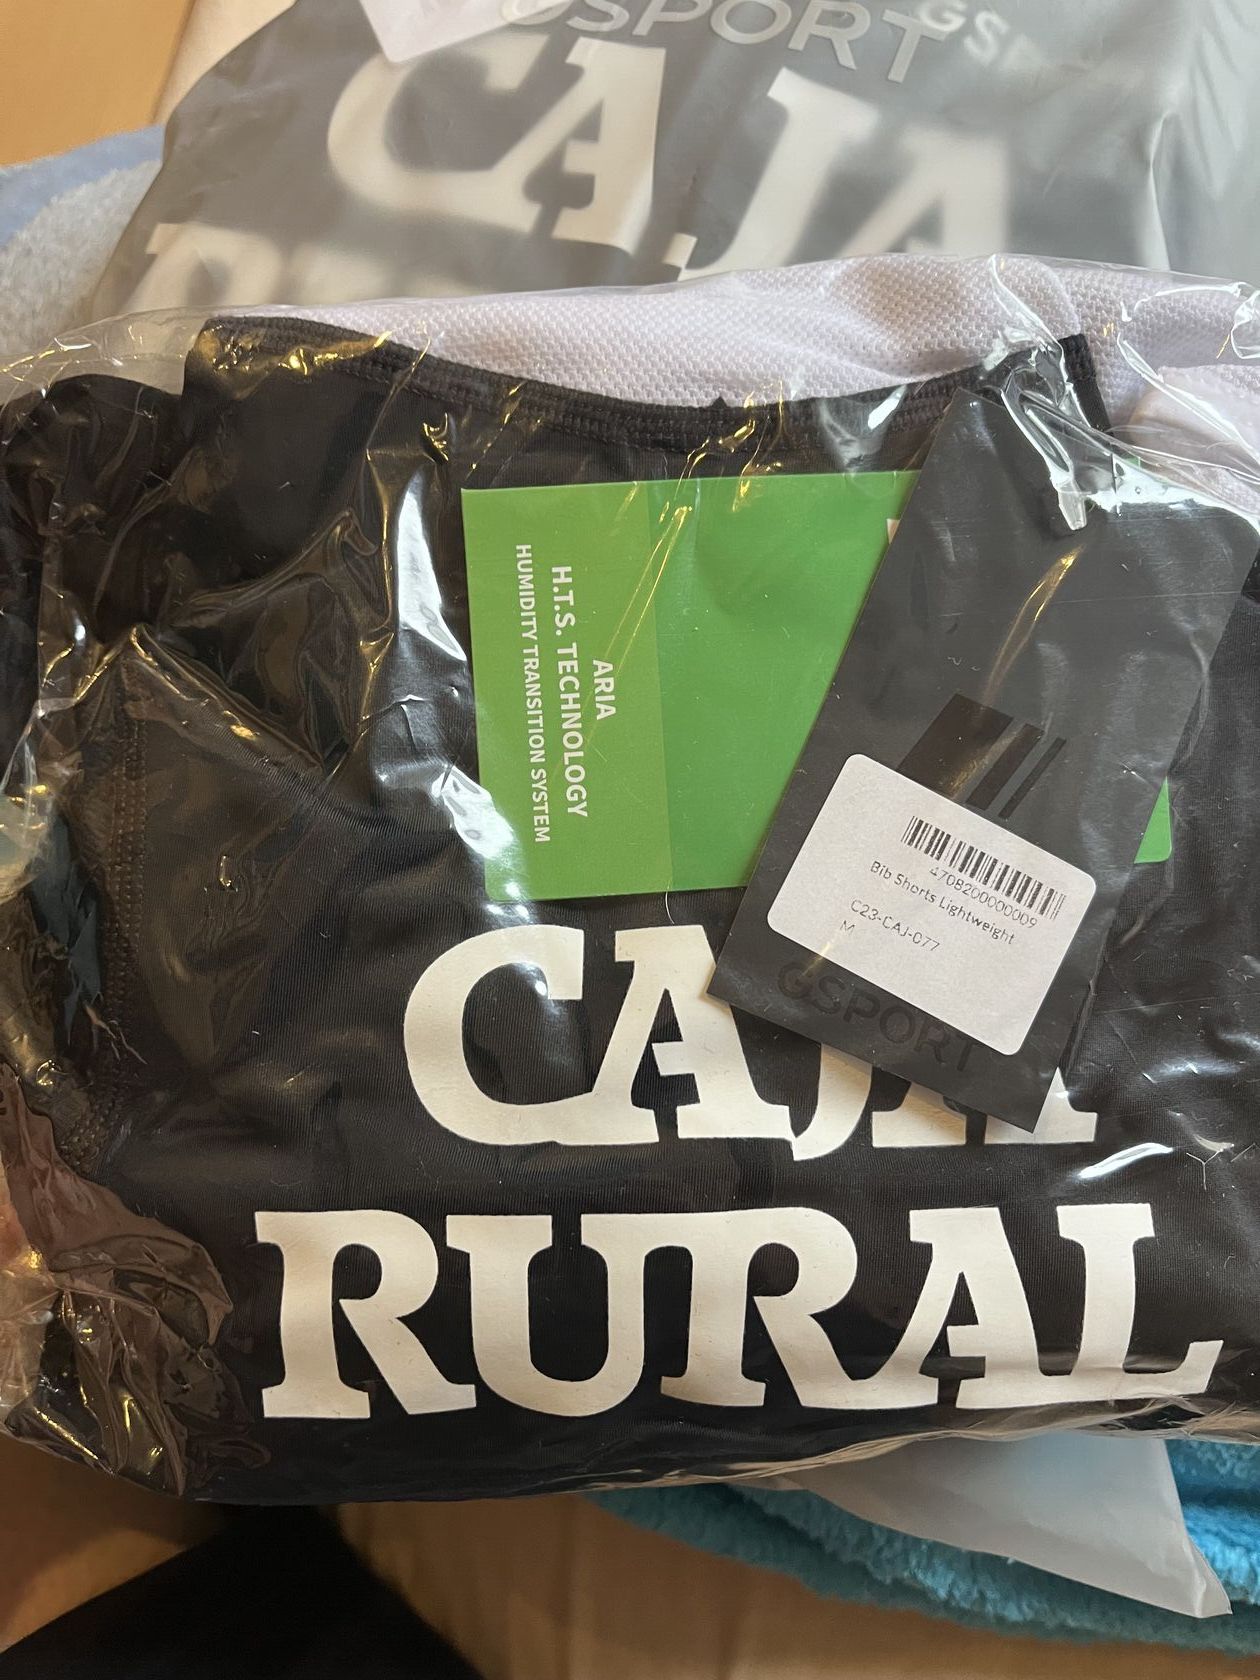 GSPORT
CAJA
ARIA
H.T.S. TECHNOLOGY
HUMIDITY TRANSITION SYSTEM
4708200000009
Bib Shorts Lightweight
C23-CAJ-077
M
GSPORT
CAJA
RURAL